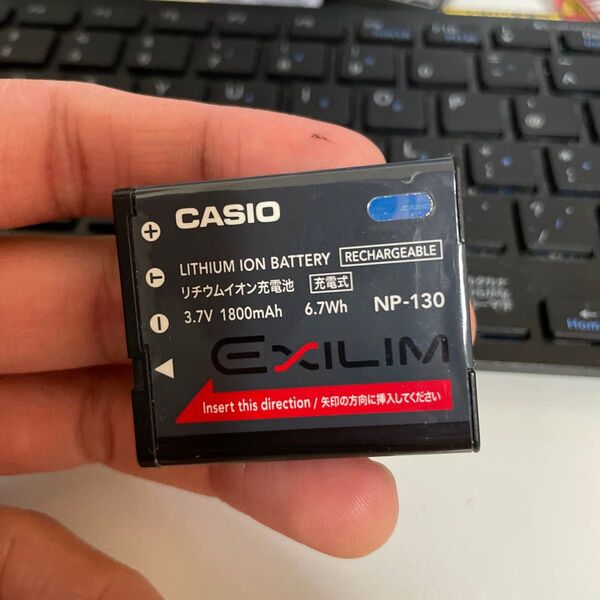 CASIO
CASIO
LITHIUM ION BATTERY RECHARGEABLE
リチウムイオン充電池 充電式
3.7V 1800mAh 6.7Wh NP-130
+
T
−
EXILIM
Insert this direction / 矢印の方向に挿入してください
Home